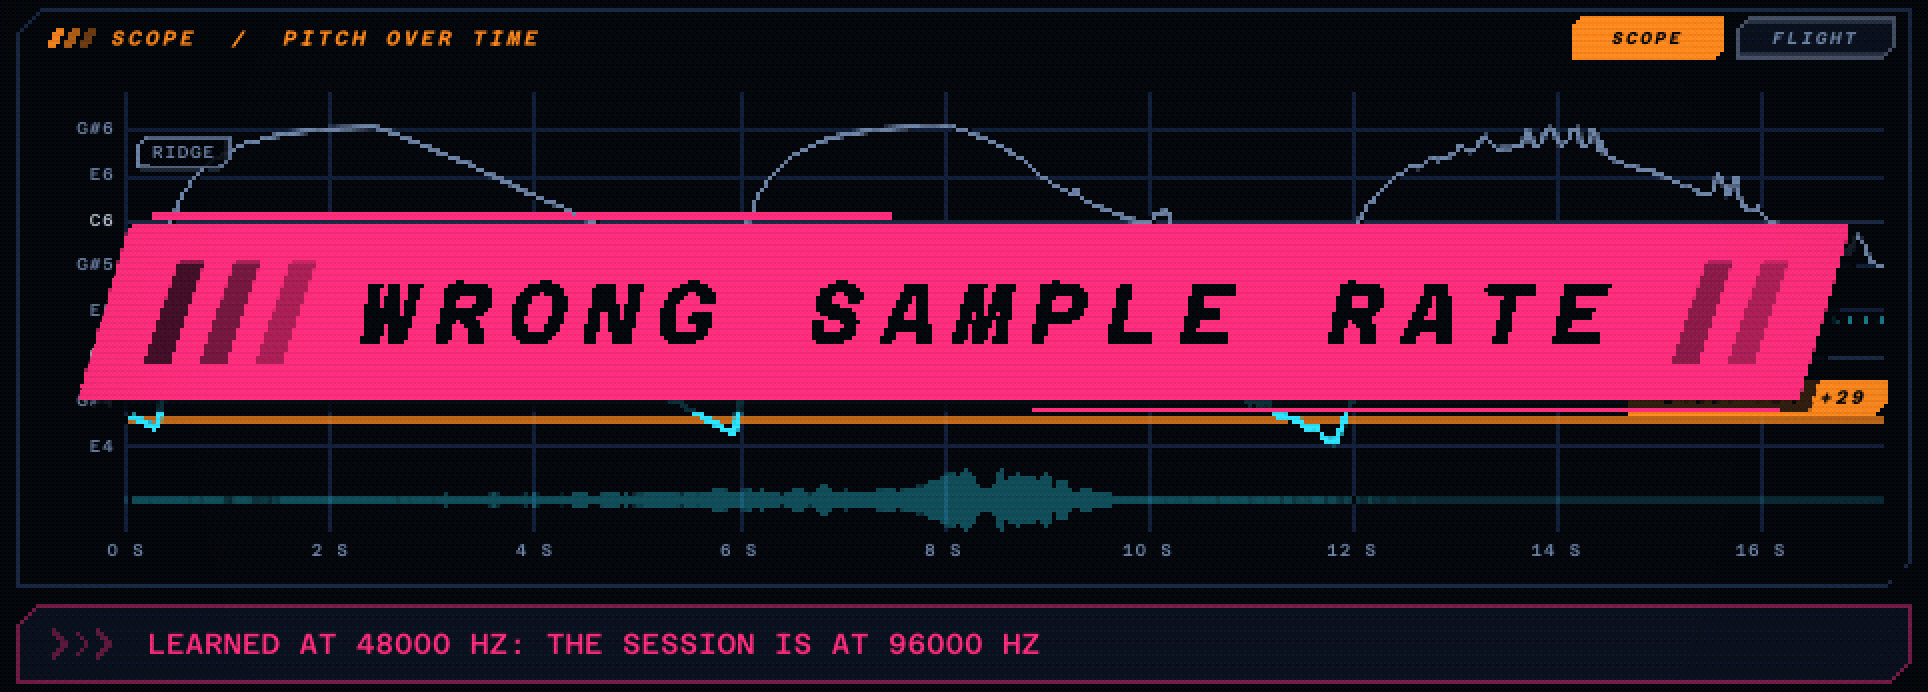 SCOPE / PITCH OVER TIME
SCOPE
FLIGHT
G#6
RIDGE
E6
C6
G#5
WRONG SAMPLE RATE
+29
E4
0 S 2 S 4 S 6 S 8 S 10 S 12 S 14 S 16 S
LEARNED AT 48000 HZ: THE SESSION IS AT 96000 HZ